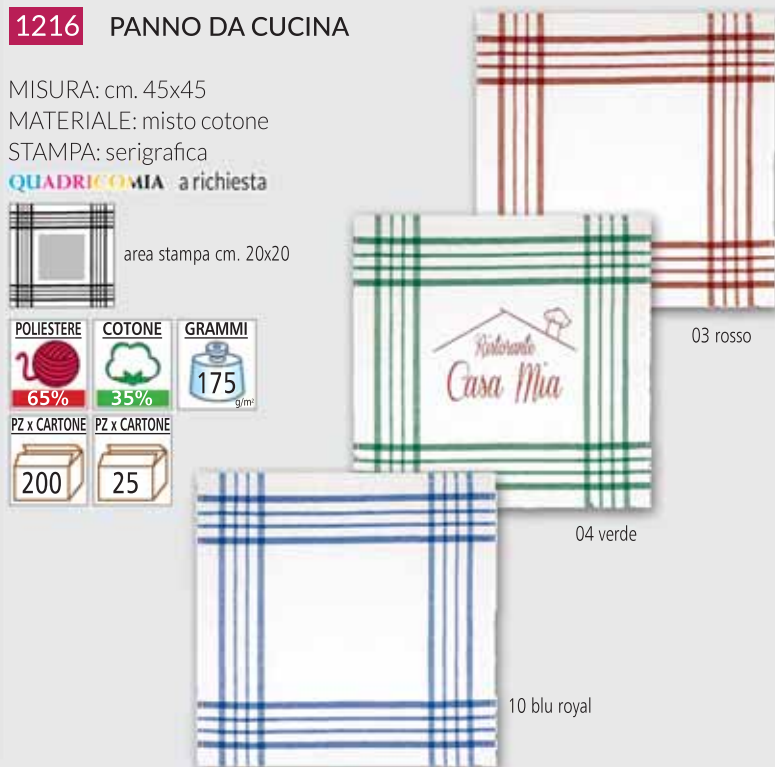 1216 PANNO DA CUCINA
MISURA: cm. 45x45
MATERIALE: misto cotone
STAMPA: serigrafica
QUADRICOMIA a richiesta
area stampa cm. 20x20
POLIESTERE COTONE GRAMMI
65% 35% 175 g/m²
PZ x CARTONE PZ x CARTONE
200 25
03 rosso
Ristorante
Casa Mia
04 verde
10 blu royal